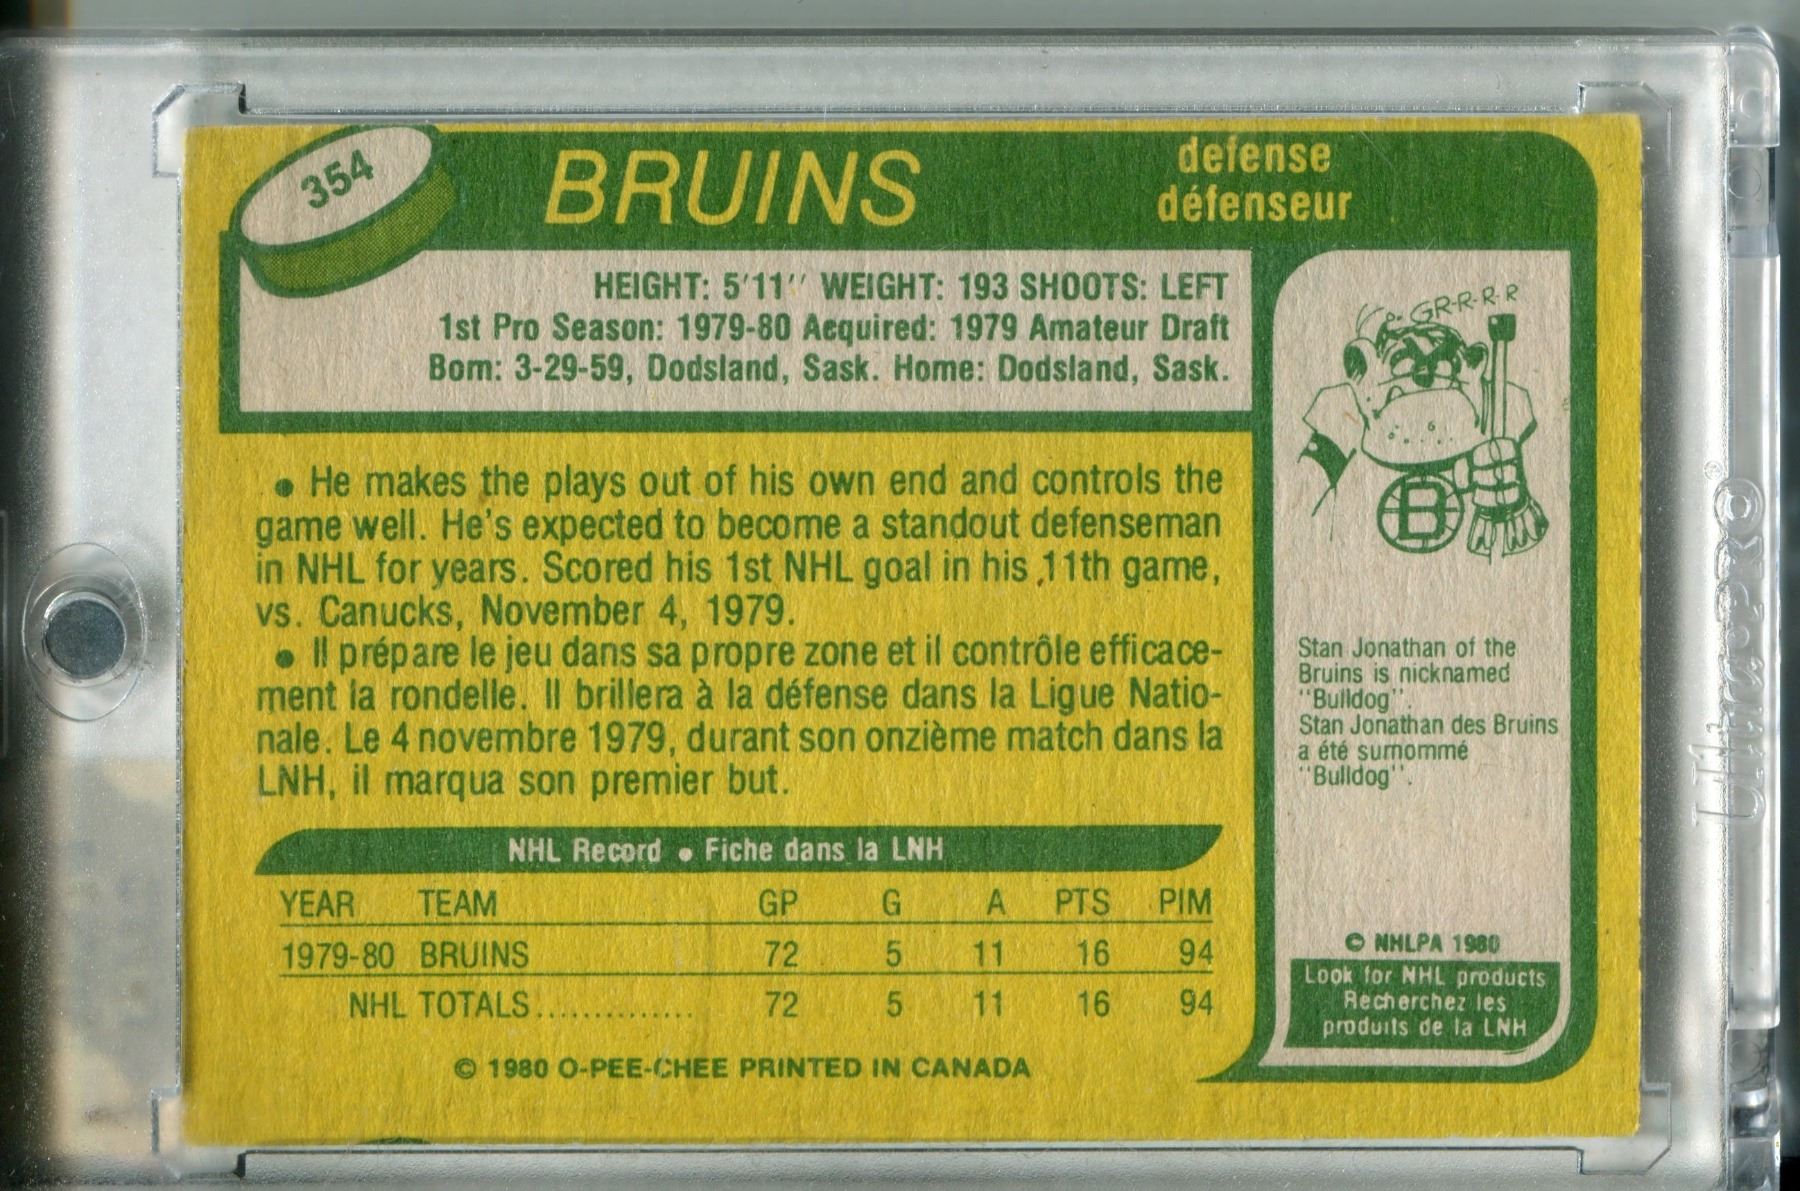 354
BRUINS
defense
défenseur
HEIGHT: 5'11'' WEIGHT: 193 SHOOTS: LEFT
1st Pro Season: 1979-80 Acquired: 1979 Amateur Draft
Born: 3-29-59, Dodsland, Sask. Home: Dodsland, Sask.
• He makes the plays out of his own end and controls the
game well. He's expected to become a standout defenseman
in NHL for years. Scored his 1st NHL goal in his 11th game,
vs. Canucks, November 4, 1979.
• Il prépare le jeu dans sa propre zone et il contrôle efficace-
ment la rondelle. Il brillera à la défense dans la Ligue Natio-
nale. Le 4 novembre 1979, durant son onzième match dans la
LNH, il marqua son premier but.
NHL Record • Fiche dans la LNH
YEAR TEAM GP G A PTS PIM
1979-80 BRUINS 72 5 11 16 94
NHL TOTALS.............. 72 5 11 16 94
© 1980 O-PEE-CHEE PRINTED IN CANADA
GR-R-R-R
B
Stan Jonathan of the
Bruins is nicknamed
''Bulldog''.
Stan Jonathan des Bruins
a été surnommé
''Bulldog''.
© NHLPA 1980
Look for NHL products
Recherchez les
produits de la LNH
Ultra•PRO®